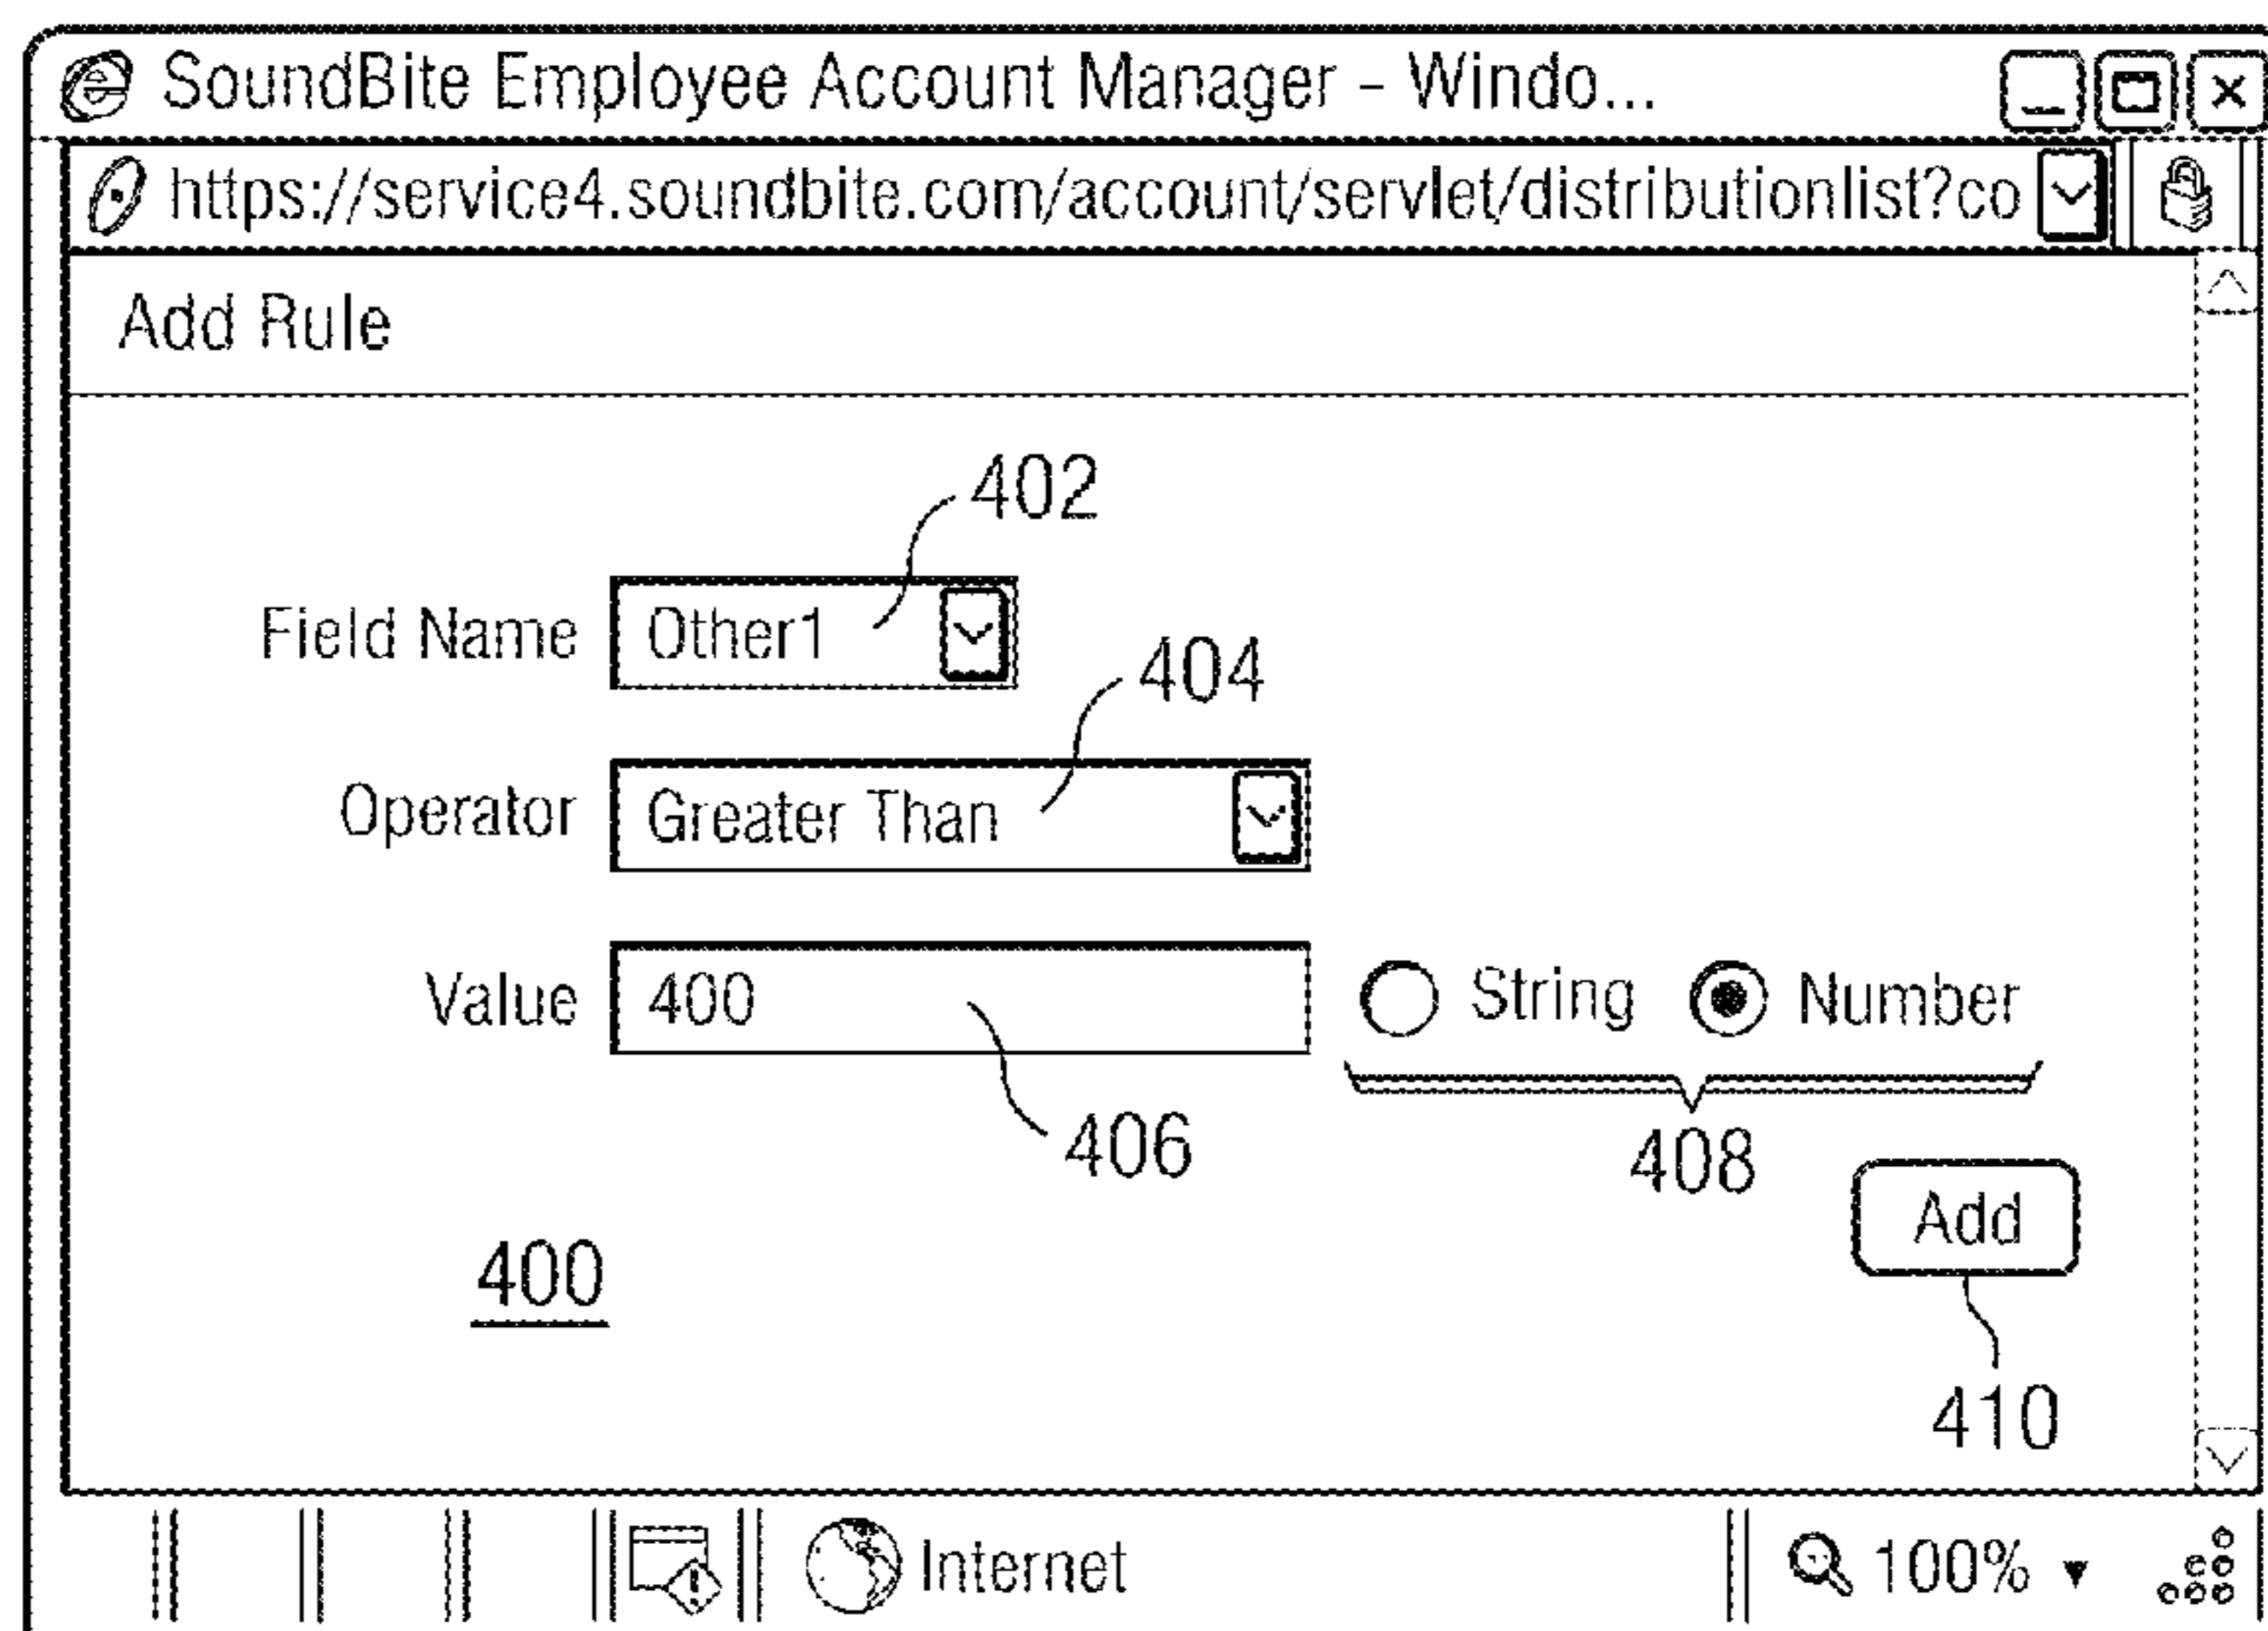 SoundBite Employee Account Manager – Windo...
https://service4.soundbite.com/account/servlet/distributionlist?co
Add Rule
402
Field Name Other1
404
Operator Greater Than
Value 400 String Number
406
408
Add
400
410
Internet 100%